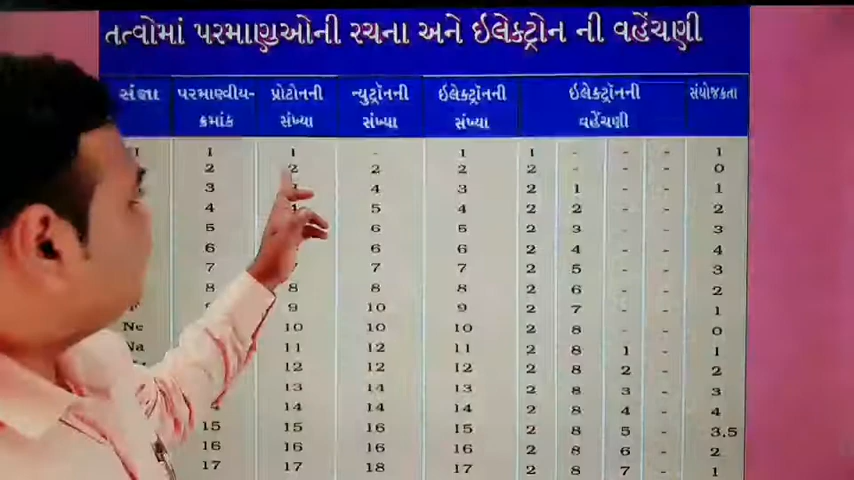 તત્વોમાં પરમાણુઓની રચના અને ઇલેક્ટ્રોન ની વહેંચણી
સંજ્ઞા પરમાણ્વીય-ક્રમાંક પ્રોટોનની સંખ્યા ન્યુટ્રૉનની સંખ્યા ઇલેક્ટ્રૉનની સંખ્યા ઇલેક્ટ્રૉનની વહેંચણી સંયોજકતા
1 1 - 1 1 - - - 1
2 2 2 2 2 - - - 0
3 4 3 2 1 - - 1
4 5 4 2 2 - - 2
5 6 5 2 3 - - 3
6 6 6 2 4 - - 4
7 7 7 2 5 - - 3
8 8 8 8 2 6 - - 2
9 10 9 2 7 - - 1
Ne 10 10 10 2 8 - - 0
Na 11 12 11 2 8 1 - 1
12 12 12 2 8 2 - 2
13 14 13 2 8 3 - 3
14 14 14 2 8 4 - 4
15 15 16 15 2 8 5 - 3.5
16 16 16 16 2 8 6 - 2
17 17 18 17 2 8 7 - 1